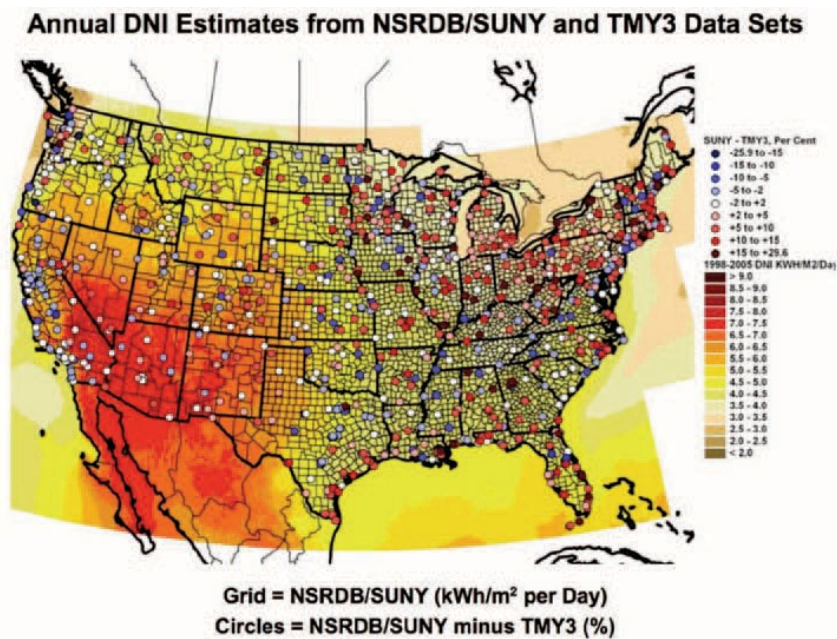 Annual DNI Estimates from NSRDB/SUNY and TMY3 Data Sets
SUNY - TMY3, Per Cent
-25.9 to -15
-15 to -10
-10 to -5
-5 to -2
-2 to +2
+2 to +5
+5 to +10
+10 to +15
+15 to +29.6
1998-2005 DNI KWH/M2/Day
> 9.0
8.5 - 9.0
8.0 - 8.5
7.5 - 8.0
7.0 - 7.5
6.5 - 7.0
6.0 - 6.5
5.5 - 6.0
5.0 - 5.5
4.5 - 5.0
4.0 - 4.5
3.5 - 4.0
3.0 - 3.5
2.5 - 3.0
2.0 - 2.5
< 2.0
Grid = NSRDB/SUNY (kWh/m² per Day)
Circles = NSRDB/SUNY minus TMY3 (%)